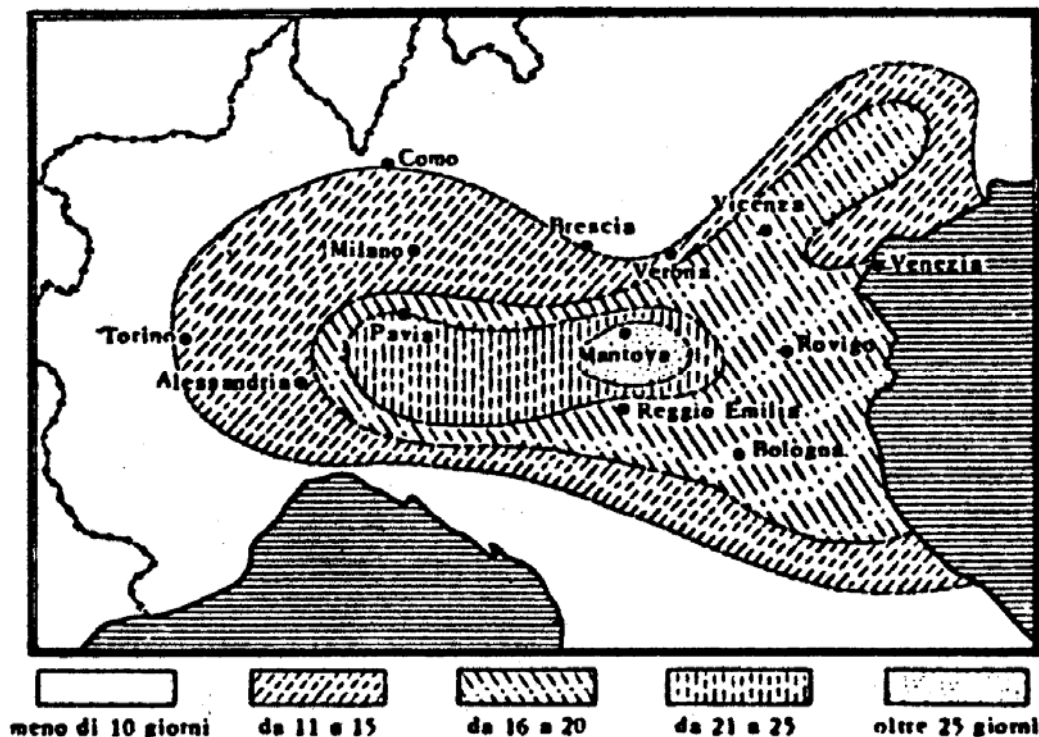 Como
Vicenza
Brescia
Milano
Verona
Venezia
Torino
Pavia
Mantova
Rovigo
Alessandria
Reggio Emilia
Bologna
meno di 10 giorni
da 11 a 15
da 16 a 20
da 21 a 25
oltre 25 giorni